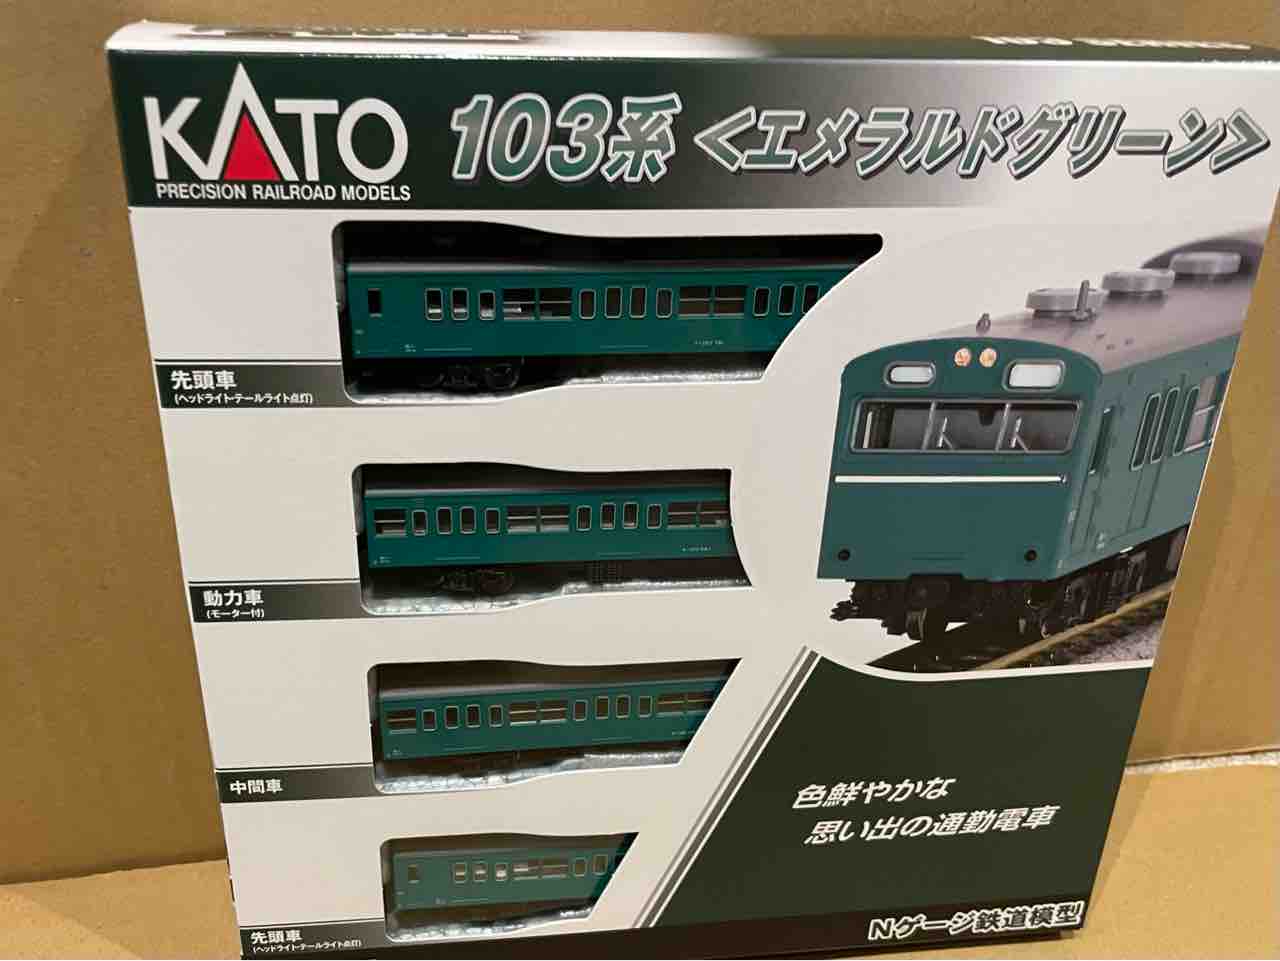 KATO
PRECISION RAILROAD MODELS
103系 <エメラルドグリーン>
先頭車
(ヘッドライト・テールライト点灯)
動力車
(モーター付)
中間車
先頭車
(ヘッドライト・テールライト点灯)
色鮮やかな
思い出の通勤電車
Nゲージ鉄道模型